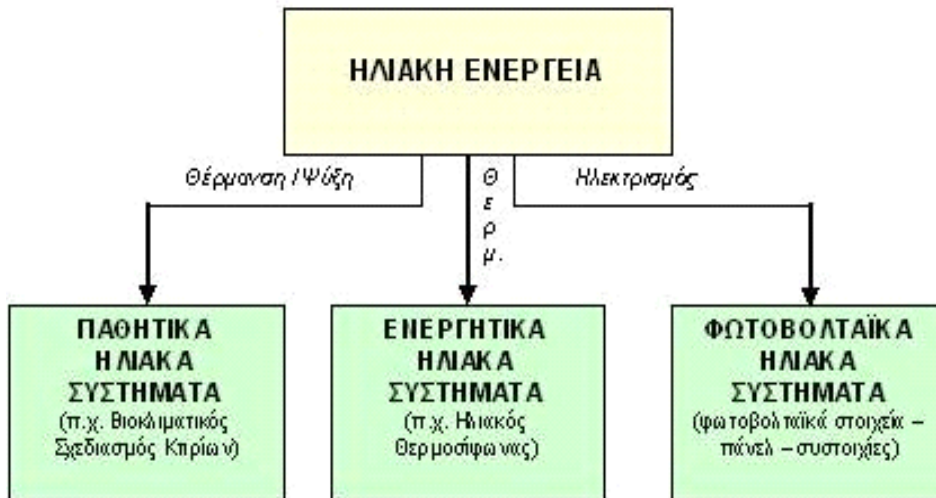 ΗΛΙΑΚΗ ΕΝΕΡΓΕΙΑ
Θέρμανση / Ψύξη
Θερμ.
Ηλεκτρισμός
ΠΑΘΗΤΙΚΑ
ΗΛΙΑΚΑ
ΣΥΣΤΗΜΑΤΑ
(π.χ. Βιοκλιματικός
Σχεδιασμός Κτιρίων)
ΕΝΕΡΓΗΤΙΚΑ
ΗΛΙΑΚΑ
ΣΥΣΤΗΜΑΤΑ
(π.χ. Ηλιακός
Θερμοσίφωνας)
ΦΩΤΟΒΟΛΤΑΪΚΑ
ΗΛΙΑΚΑ
ΣΥΣΤΗΜΑΤΑ
(φωτοβολταϊκά στοιχεία –
πάνελ – συστοιχίες)